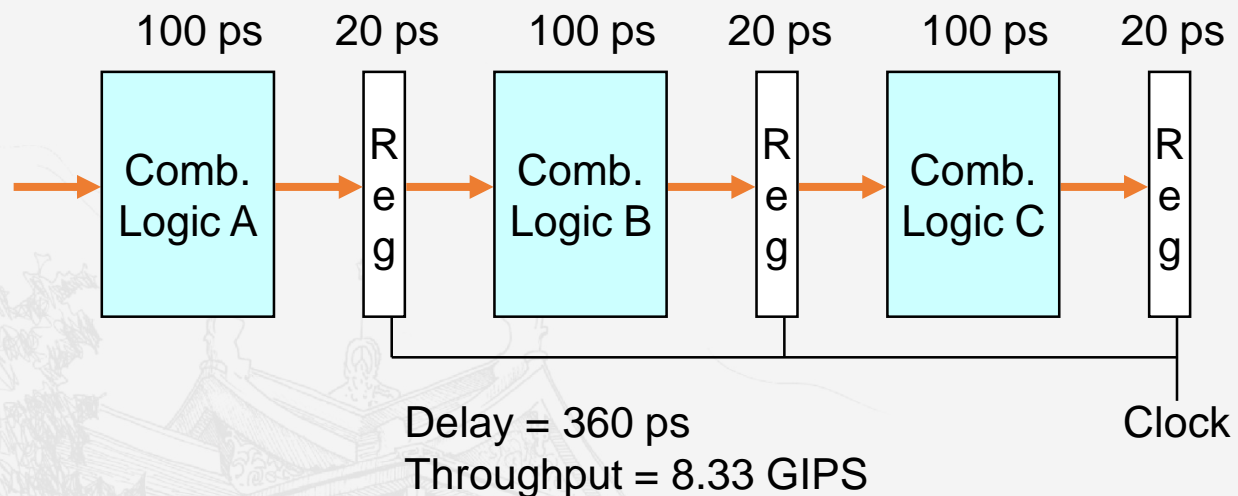 100 ps 20 ps 100 ps 20 ps 100 ps 20 ps
Comb.
Logic A
R
e
g
Comb.
Logic B
R
e
g
Comb.
Logic C
R
e
g
Delay = 360 ps
Throughput = 8.33 GIPS
Clock